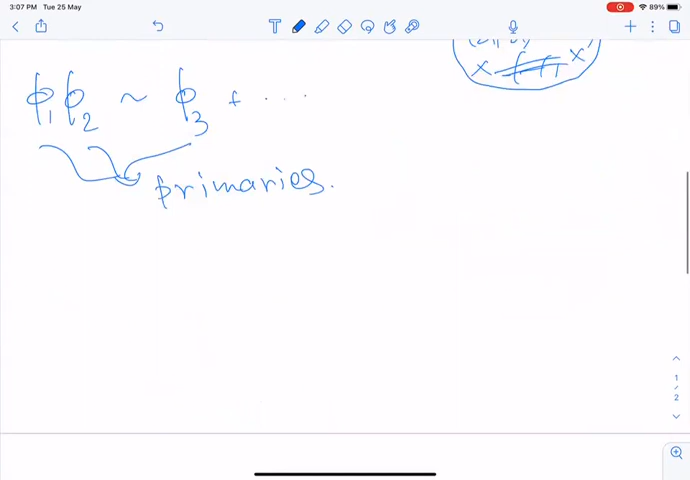 3:07 PM Tue 25 May
89%
ϕ₁ϕ₂ ~ ϕ₃ + ....
primaries.
1
2